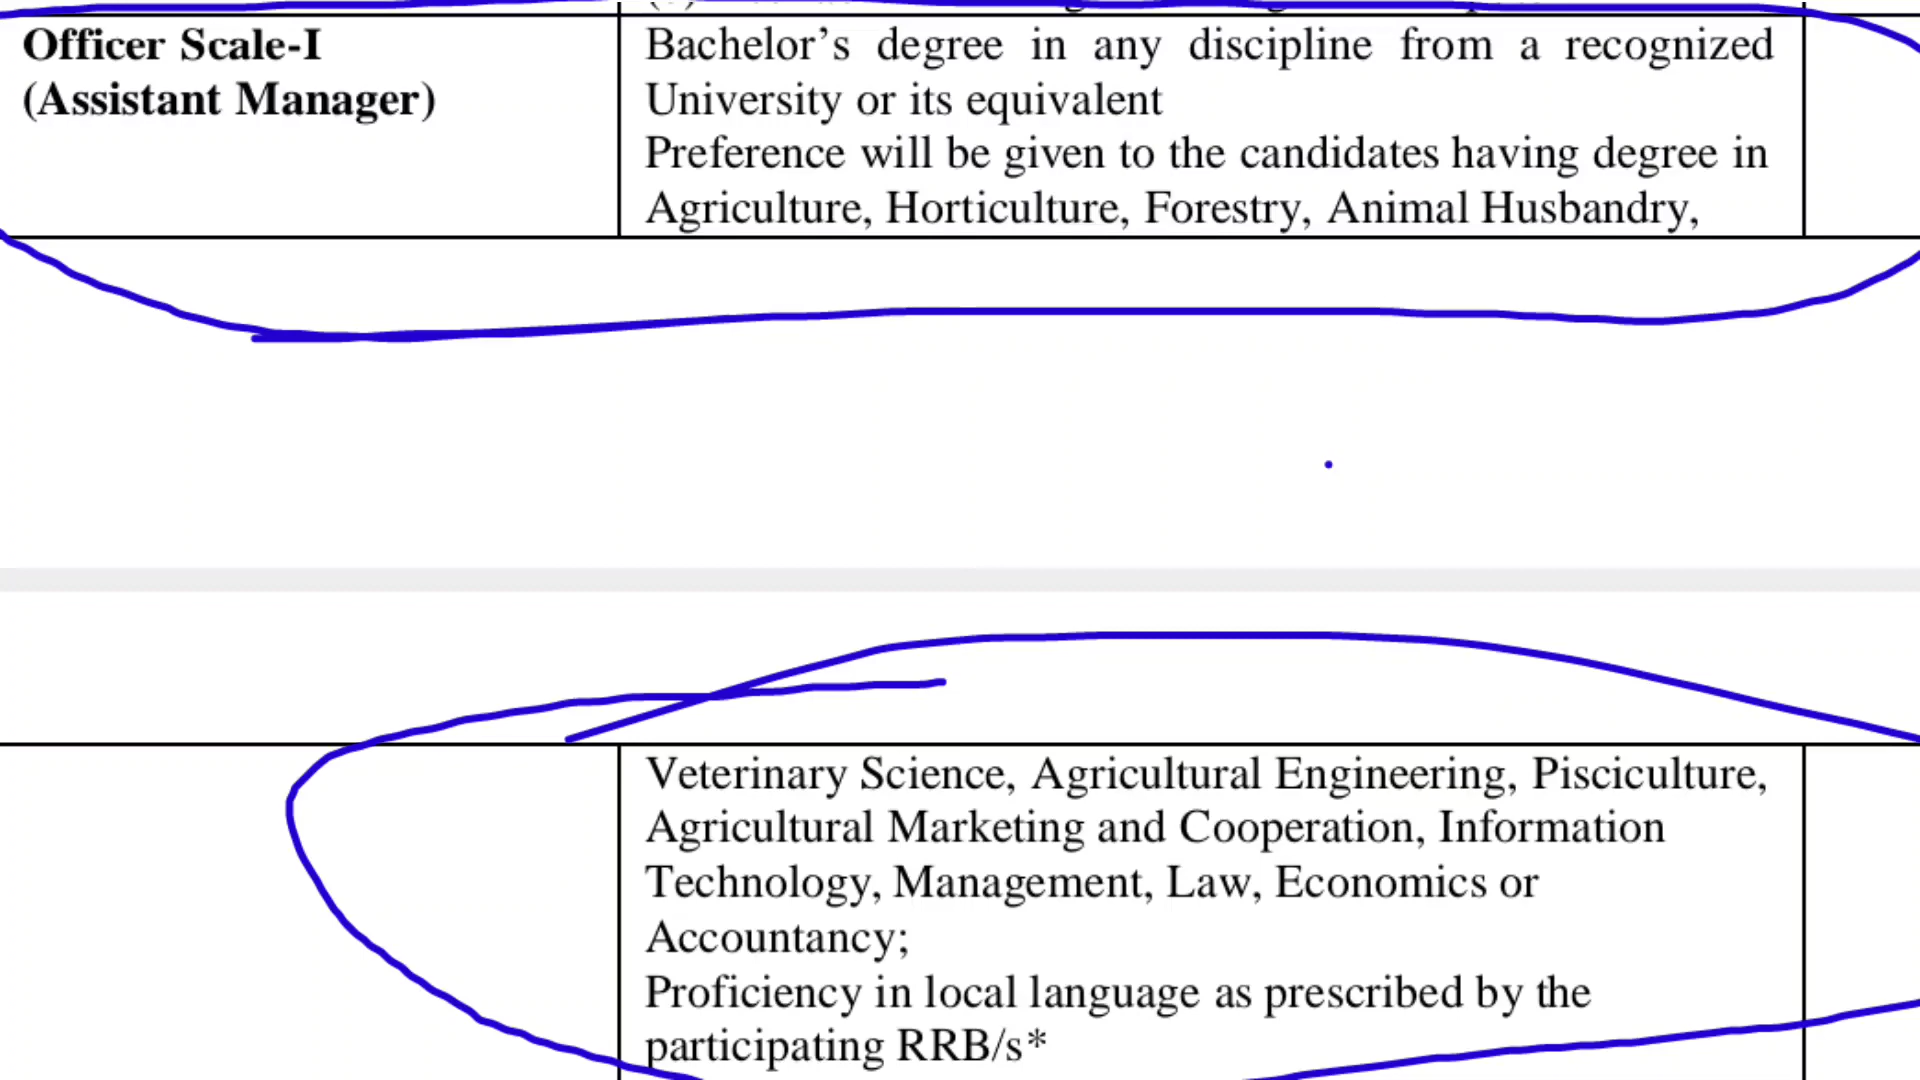 Officer Scale-I
(Assistant Manager)
Bachelor’s degree in any discipline from a recognized
University or its equivalent
Preference will be given to the candidates having degree in
Agriculture, Horticulture, Forestry, Animal Husbandry,
Veterinary Science, Agricultural Engineering, Pisciculture,
Agricultural Marketing and Cooperation, Information
Technology, Management, Law, Economics or
Accountancy;
Proficiency in local language as prescribed by the
participating RRB/s*